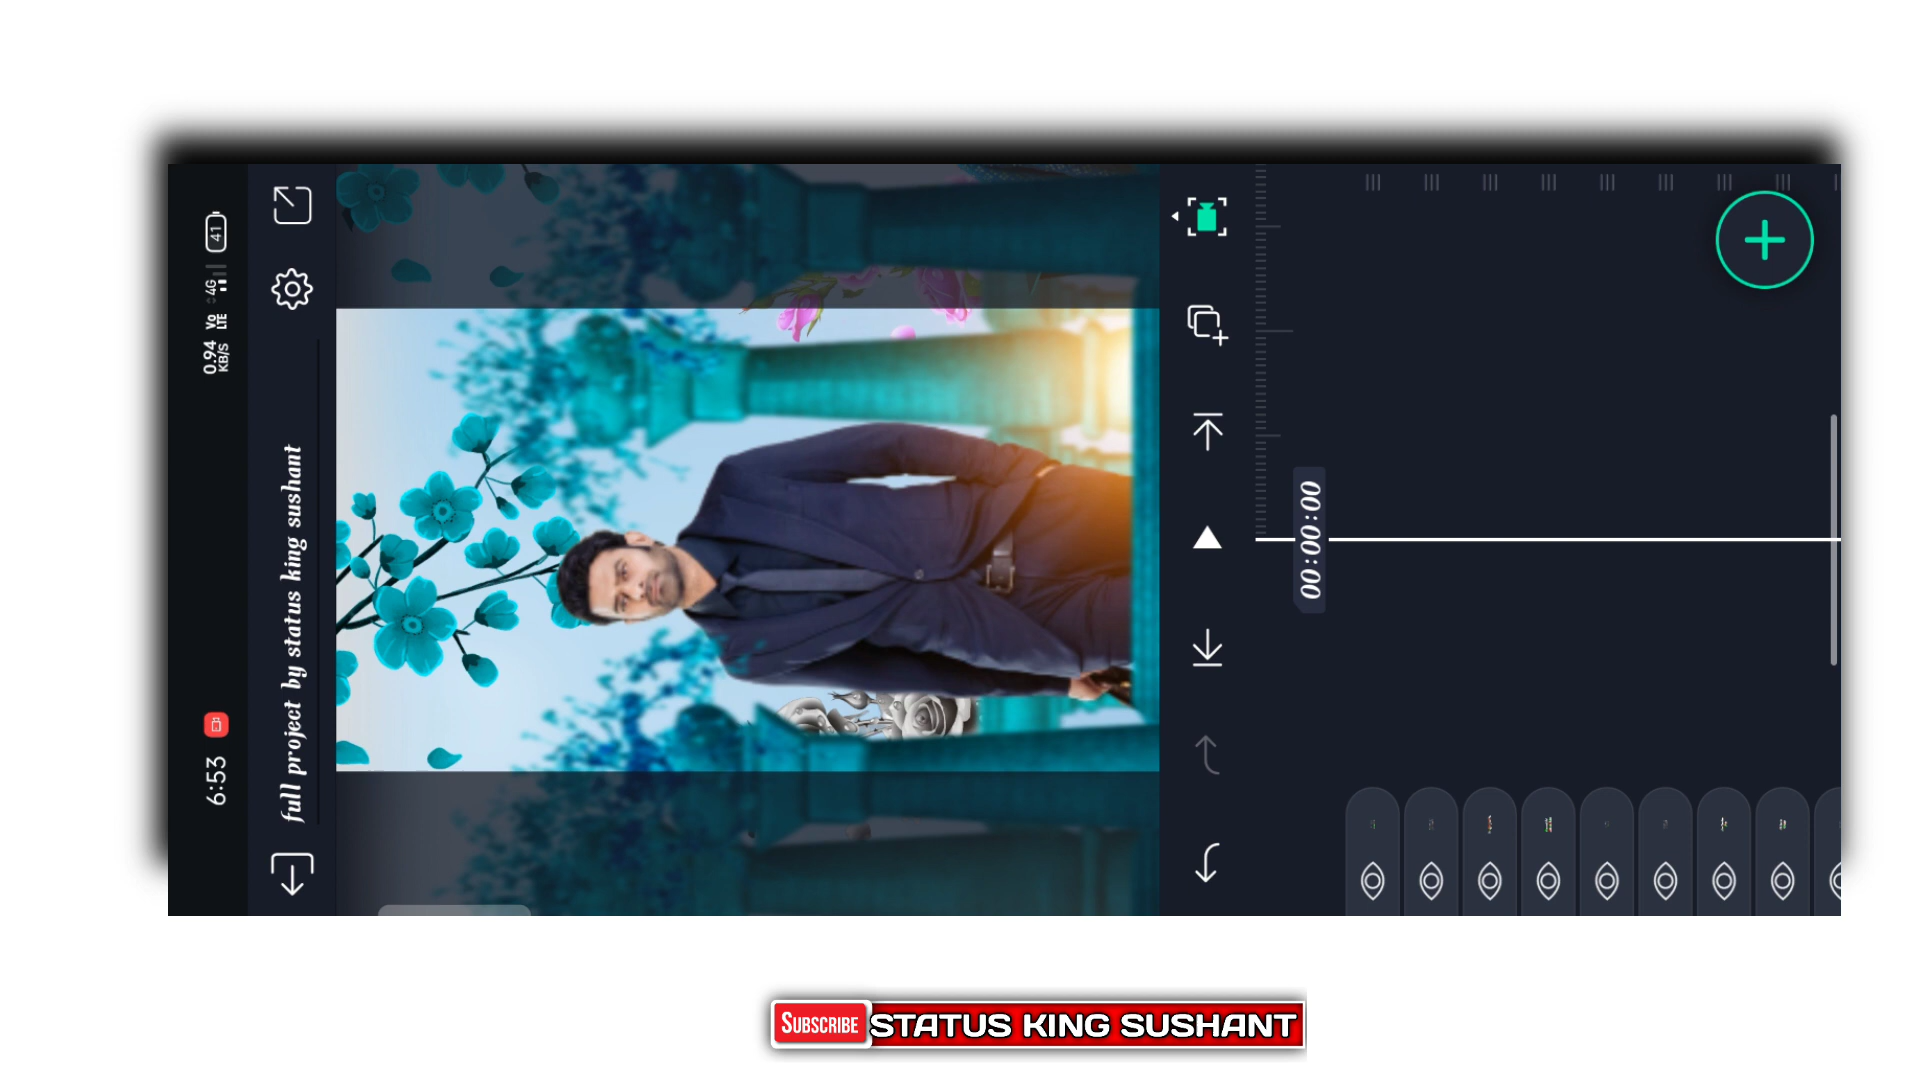 6:53
0.94 KB/S
Vo LTE
4G
41
full project by status king sushant
00:00:00
SUBSCRIBE
STATUS KING SUSHANT